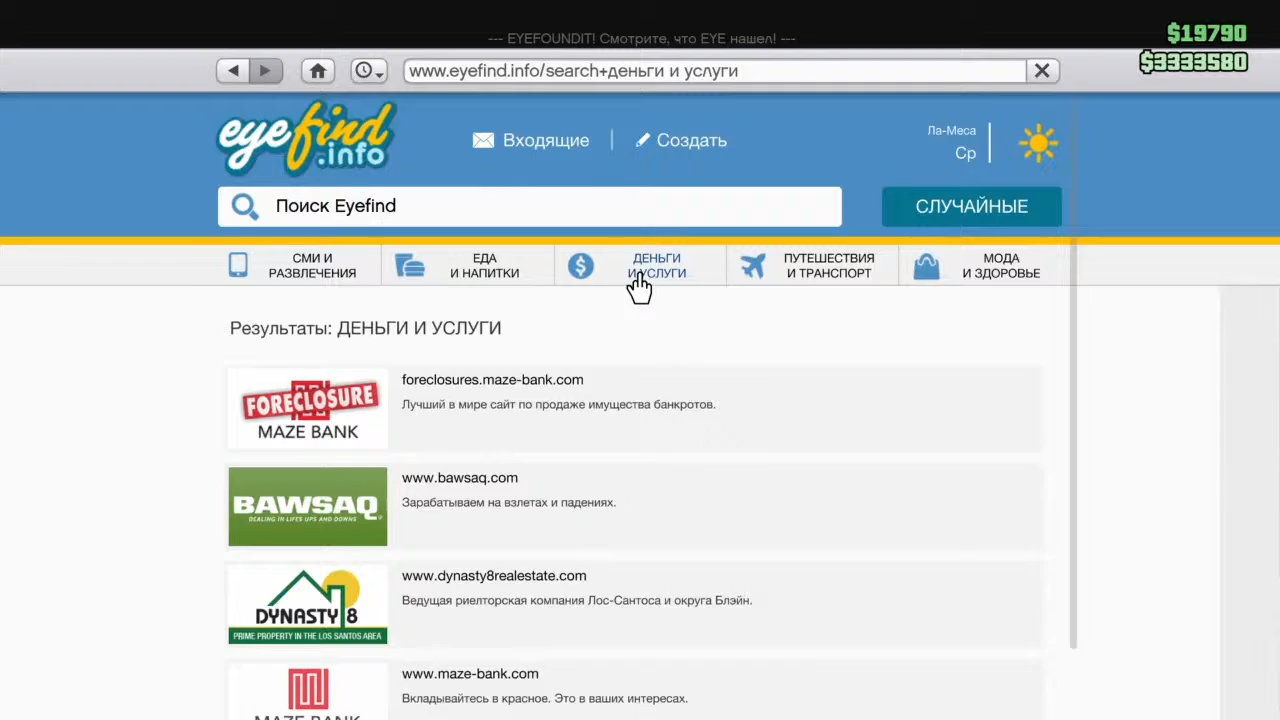 --- EYEFOUNDIT! Смотрите, что EYE нашел! ---
$19790
$3333580
www.eyefind.info/search+деньги и услуги
eyefind
.info
Входящие
Создать
Ла-Меса
Ср
Поиск Eyefind
СЛУЧАЙНЫЕ
СМИ И
РАЗВЛЕЧЕНИЯ
ЕДА
И НАПИТКИ
ДЕНЬГИ
И УСЛУГИ
ПУТЕШЕСТВИЯ
И ТРАНСПОРТ
МОДА
И ЗДОРОВЬЕ
Результаты: ДЕНЬГИ И УСЛУГИ
FORECLOSURE
MAZE BANK
foreclosures.maze-bank.com
Лучший в мире сайт по продаже имущества банкротов.
BAWSAQ
DEALING IN LIFE'S UPS AND DOWNS
www.bawsaq.com
Зарабатываем на взлетах и падениях.
DYNASTY 8
PRIME PROPERTY IN THE LOS SANTOS AREA
www.dynasty8realestate.com
Ведущая риелторская компания Лос-Сантоса и округа Блэйн.
MAZE BANK
www.maze-bank.com
Вкладывайтесь в красное. Это в ваших интересах.